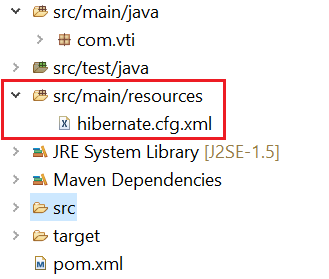 src/main/java
com.vti
src/test/java
src/main/resources
hibernate.cfg.xml
JRE System Library [J2SE-1.5]
Maven Dependencies
src
target
pom.xml